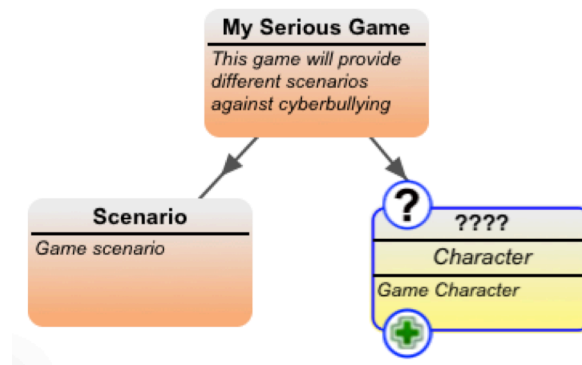 My Serious Game
This game will provide
different scenarios
against cyberbullying
Scenario
Game scenario
?
????
Character
Game Character